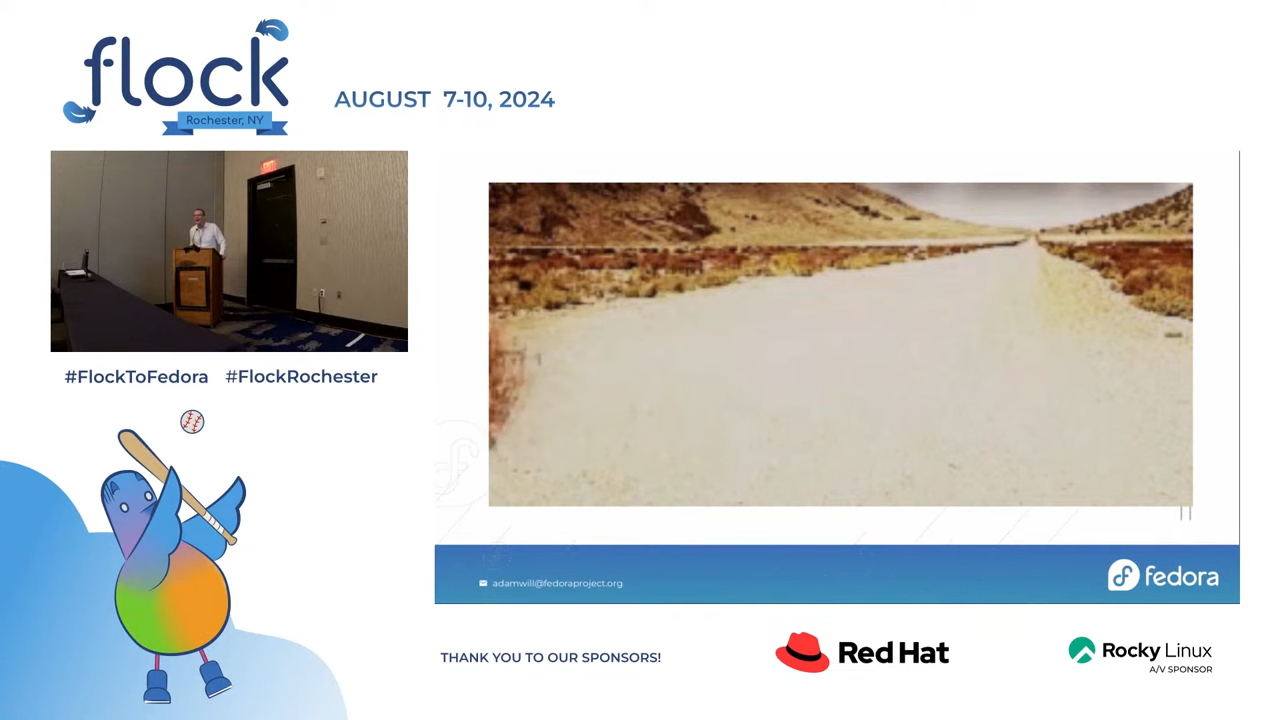 flock
Rochester, NY
AUGUST 7-10, 2024
#FlockToFedora #FlockRochester
adamwill@fedoraproject.org
fedora
THANK YOU TO OUR SPONSORS!
Red Hat
Rocky Linux
A/V SPONSOR